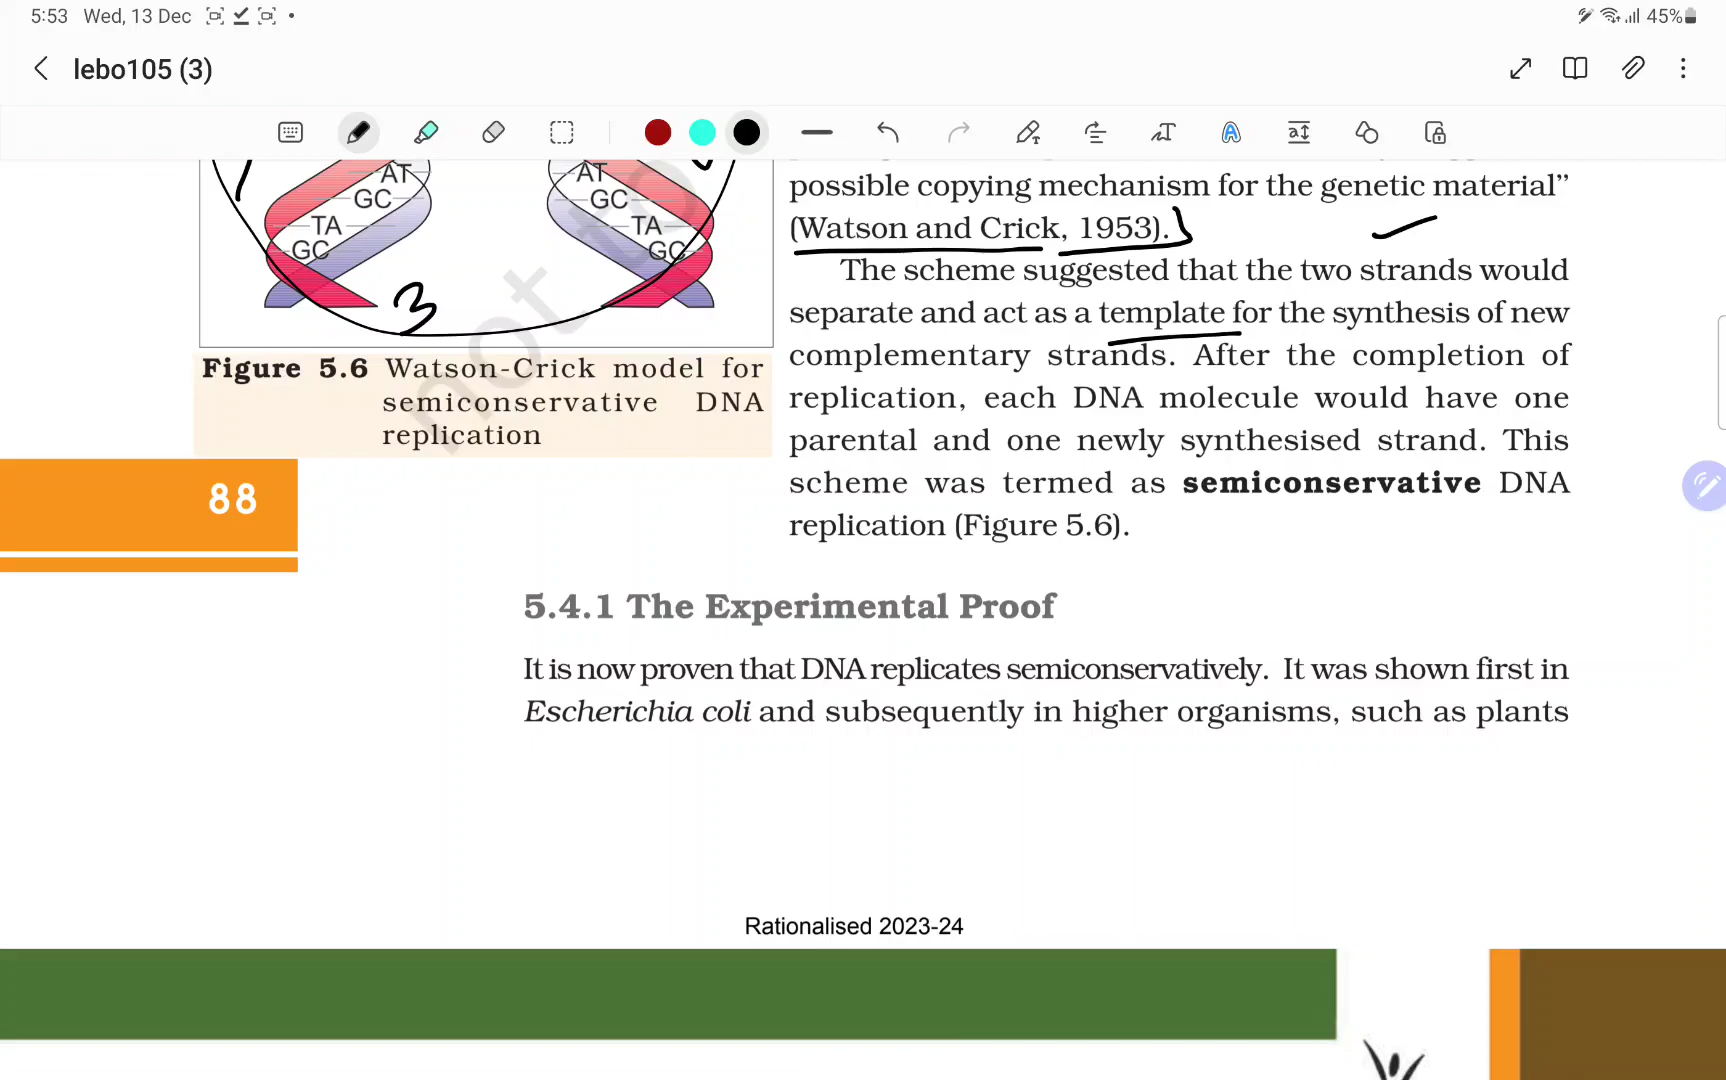 5:53 Wed, 13 Dec
45%
lebo105 (3)
AT
GC
TA
GC
AT
GC
TA
GC
3
not to
Figure 5.6 Watson-Crick model for
semiconservative DNA
replication
88
possible copying mechanism for the genetic material”
(Watson and Crick, 1953).
The scheme suggested that the two strands would
separate and act as a template for the synthesis of new
complementary strands. After the completion of
replication, each DNA molecule would have one
parental and one newly synthesised strand. This
scheme was termed as semiconservative DNA
replication (Figure 5.6).
5.4.1 The Experimental Proof
It is now proven that DNA replicates semiconservatively. It was shown first in
Escherichia coli and subsequently in higher organisms, such as plants
Rationalised 2023-24